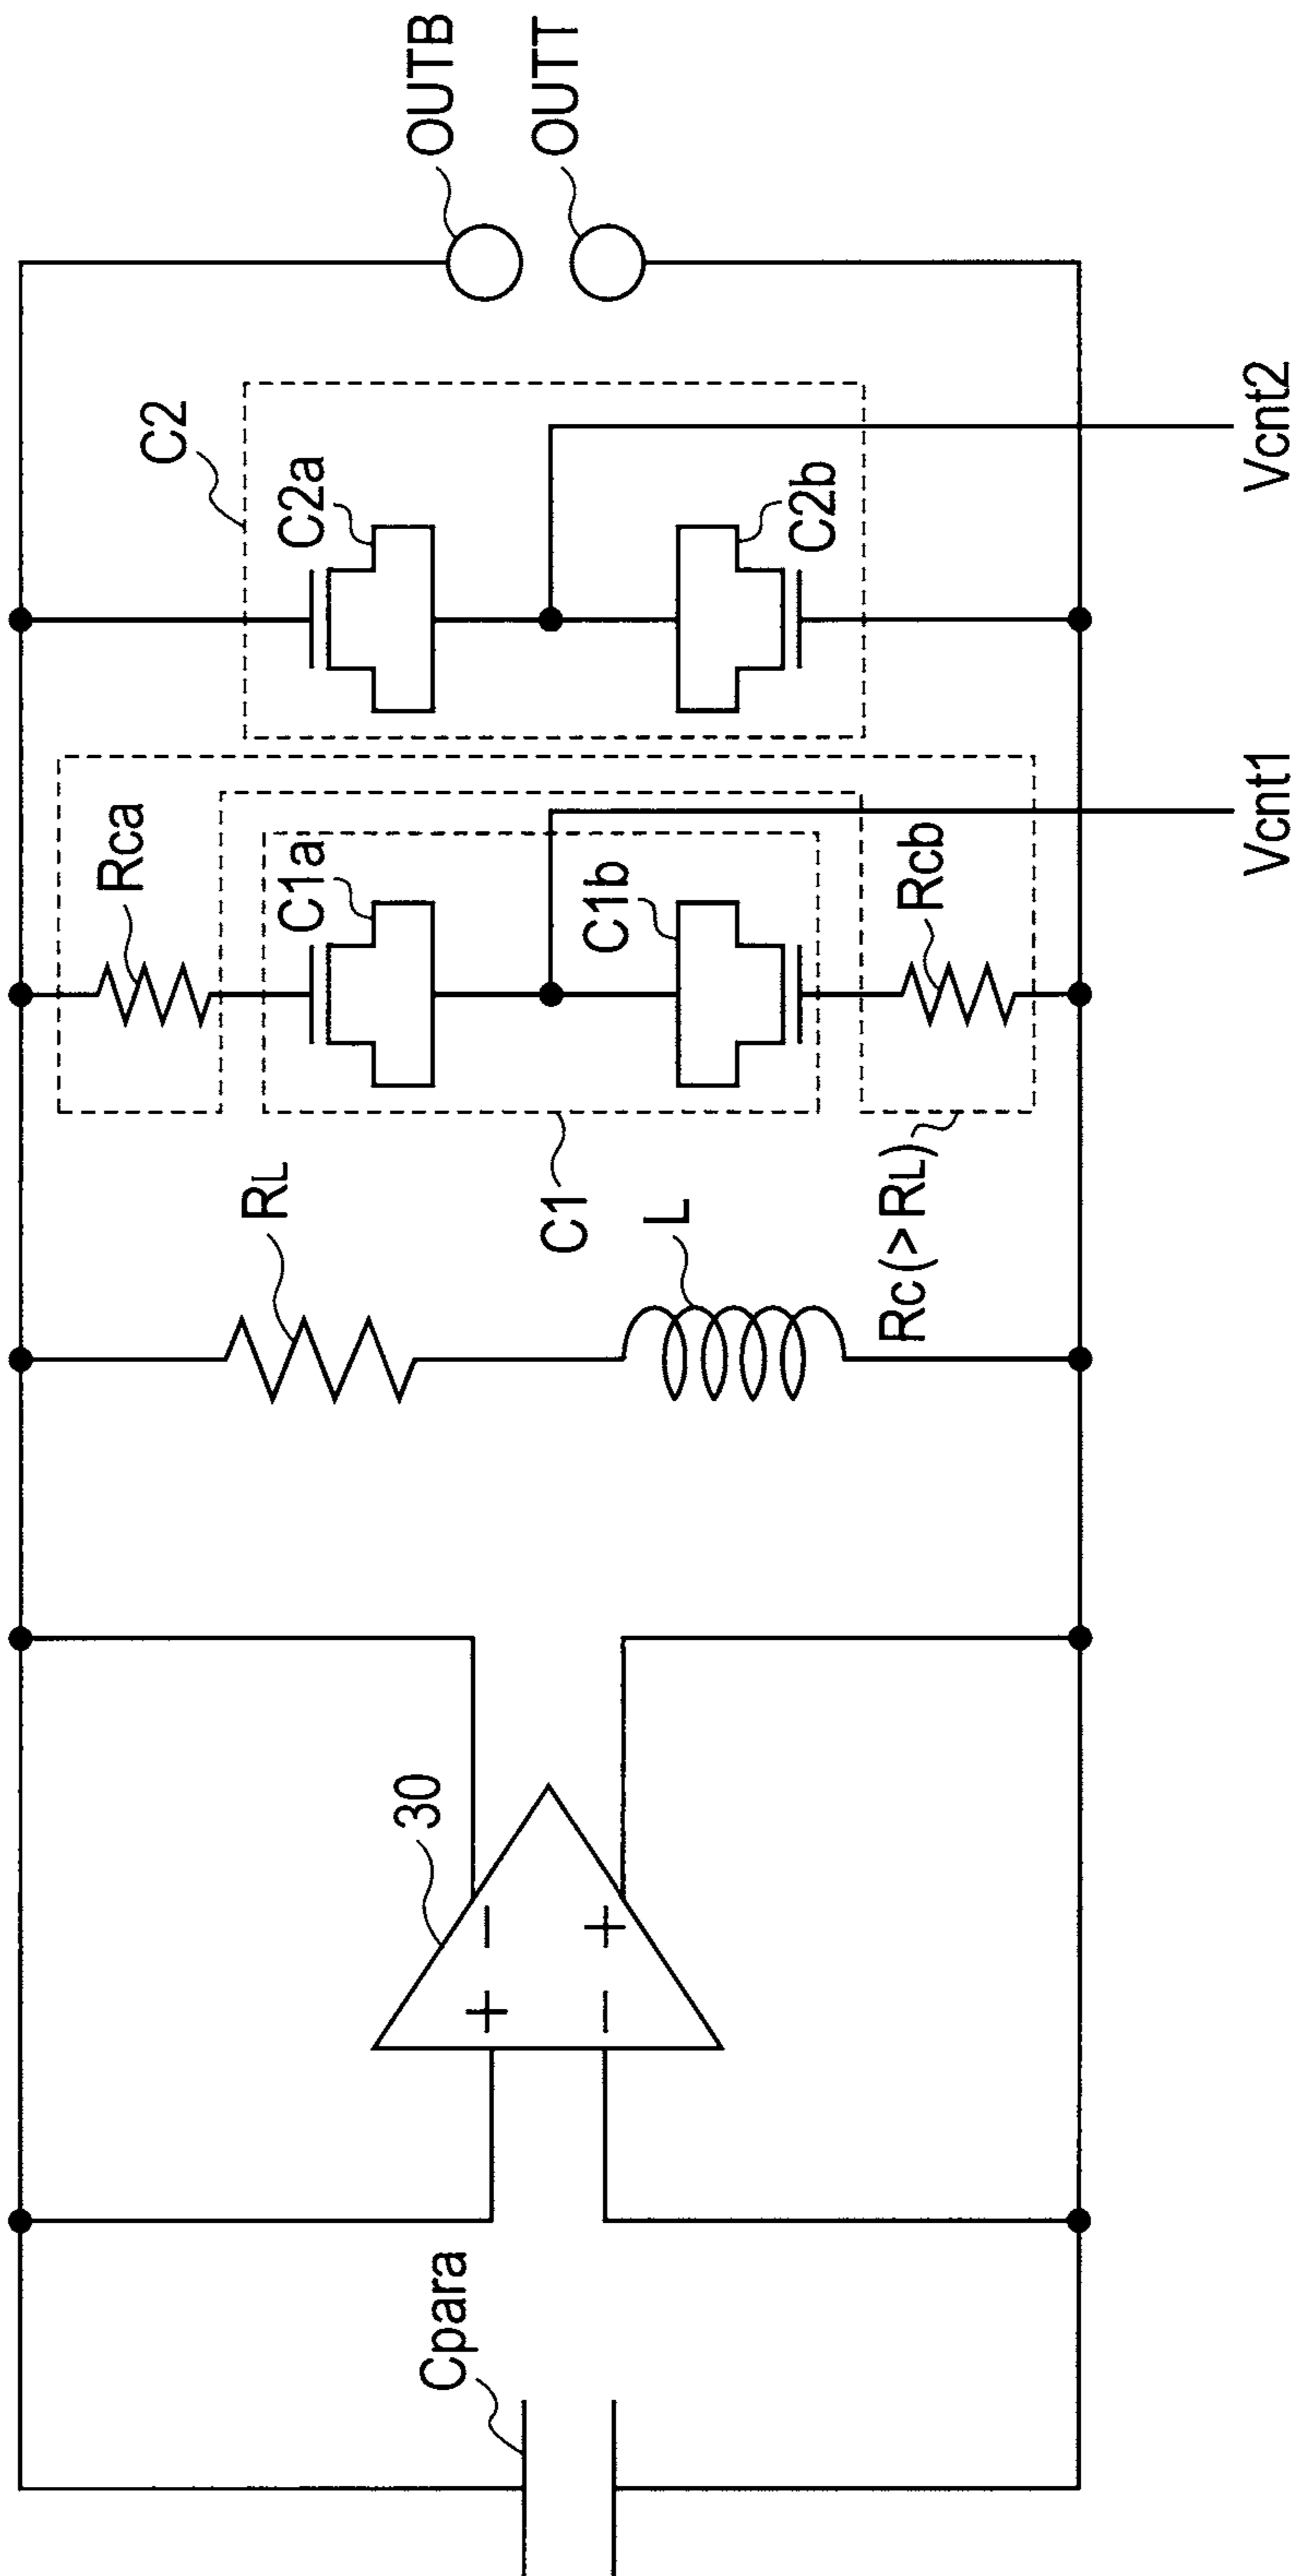 Cpara
30
+
−
−
+
RL
L
C1
Rc(>RL)
Rca
C1a
C1b
Rcb
Vcnt1
C2
C2a
C2b
Vcnt2
OUTB
OUTT